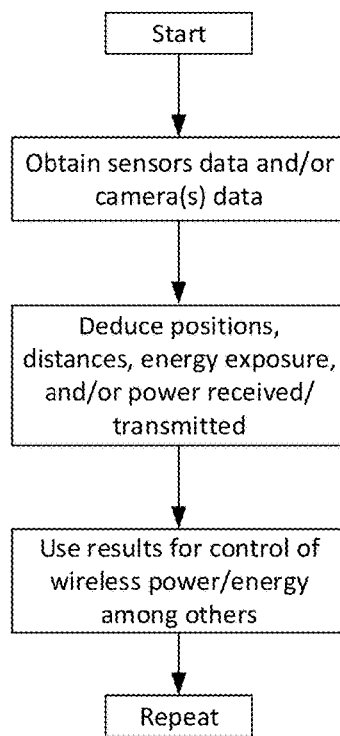 Start
Obtain sensors data and/or
camera(s) data
Deduce positions,
distances, energy exposure,
and/or power received/
transmitted
Use results for control of
wireless power/energy
among others
Repeat